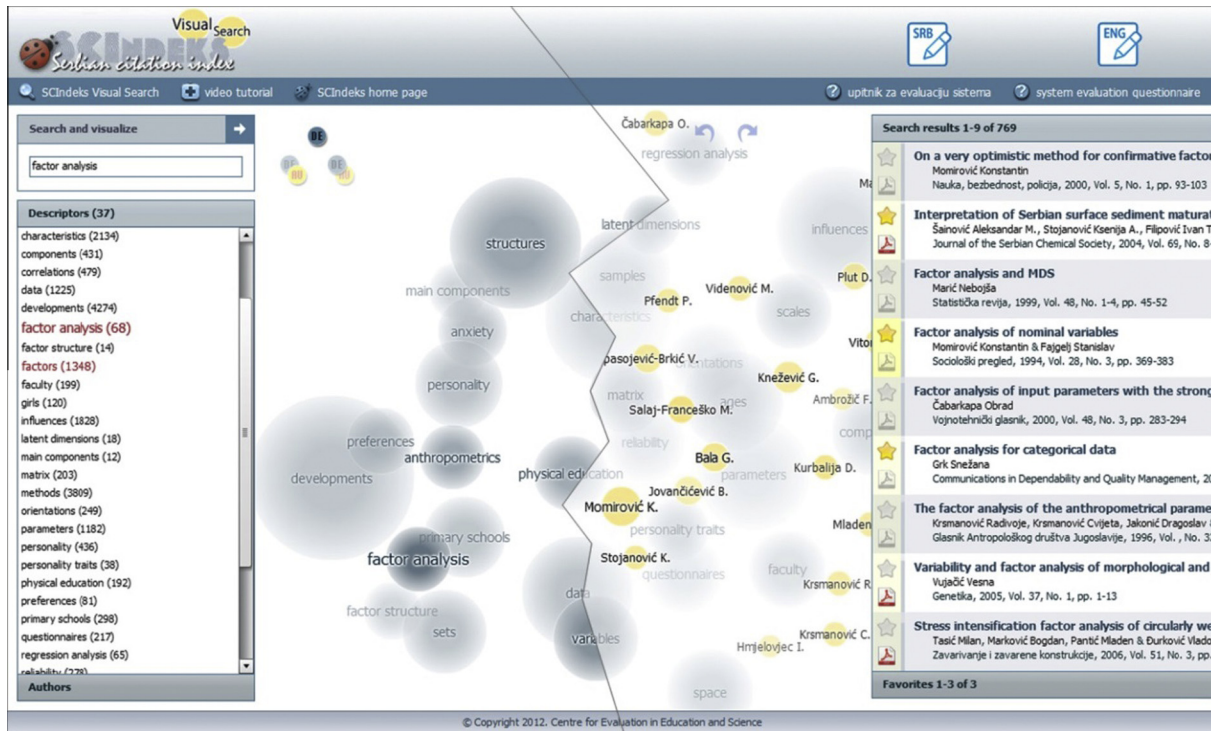 Visual Search
SCIndeks
Serbian citation index
SRB
ENG
SCIndeks Visual Search
video tutorial
SCIndeks home page
upitnik za evaluaciju sistema
system evaluation questionnaire
Search and visualize
factor analysis
Descriptors (37)
characteristics (2134)
components (431)
correlations (479)
data (1225)
developments (4274)
factor analysis (68)
factor structure (14)
factors (1348)
faculty (199)
girls (120)
influences (1828)
latent dimensions (18)
main components (12)
matrix (203)
methods (3809)
orientations (249)
parameters (1182)
personality (436)
personality traits (38)
physical education (192)
preferences (81)
primary schools (298)
questionnaires (217)
regression analysis (65)
reliability (278)
Authors
DE
DE
AU
DE
AU
Čabarkapa O.
regression analysis
structures
latent dimensions
influences
samples
main components
Pfendt P.
Videnović M.
Plut D.
characteristics
scales
anxiety
Vito
pasojević-Brkić V.
orientations
Knežević G.
personality
matrix
ages
Ambrožič F.
Salaj-Franceško M.
preferences
reliability
comp
anthropometrics
Bala G.
developments
physical education
parameters
Kurbalija D.
Jovančićević B.
Momirović K.
personality traits
Mladen
primary schools
factor analysis
Stojanović K.
questionnaires
faculty
Krsmanović R
data
factor structure
sets
variables
Krsmanović C.
Hmjelovjec I.
space
Search results 1-9 of 769
On a very optimistic method for confirmative factor
Momirović Konstantin
Nauka, bezbednost, policija, 2000, Vol. 5, No. 1, pp. 93-103
Interpretation of Serbian surface sediment maturat
Šainović Aleksandar M., Stojanović Ksenija A., Filipović Ivan T
Journal of the Serbian Chemical Society, 2004, Vol. 69, No. 8-
Factor analysis and MDS
Marić Nebojša
Statistička revija, 1999, Vol. 48, No. 1-4, pp. 45-52
Factor analysis of nominal variables
Momirović Konstantin & Fajgelj Stanislav
Sociološki pregled, 1994, Vol. 28, No. 3, pp. 369-383
Factor analysis of input parameters with the strong
Čabarkapa Obrad
Vojnotehnički glasnik, 2000, Vol. 48, No. 3, pp. 283-294
Factor analysis for categorical data
Grk Snežana
Communications in Dependability and Quality Management, 20
The factor analysis of the anthropometrical parame
Krsmanović Radivoje, Krsmanović Cvijeta, Jakonić Dragoslav
Glasnik Antropološkog društva Jugoslavije, 1996, Vol. , No. 3
Variability and factor analysis of morphological and
Vujačić Vesna
Genetika, 2005, Vol. 37, No. 1, pp. 1-13
Stress intensification factor analysis of circularly we
Tasić Milan, Marković Bogdan, Pantić Mladen & Đurković Vlado
Zavarivanje i zavarene konstrukcije, 2006, Vol. 51, No. 3, pp.
Favorites 1-3 of 3
© Copyright 2012. Centre for Evaluation in Education and Science